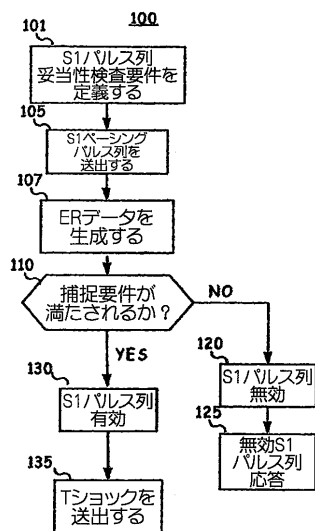 100
101
S1パルス列
妥当性検査要件を
定義する
105
S1ペーシング
パルス列を
送出する
107
ERデータを
生成する
110
捕捉要件が
満たされるか?
NO
YES
120
S1パルス列
無効
130
S1パルス列
有効
125
無効S1
パルス列
応答
135
Tショックを
送出する